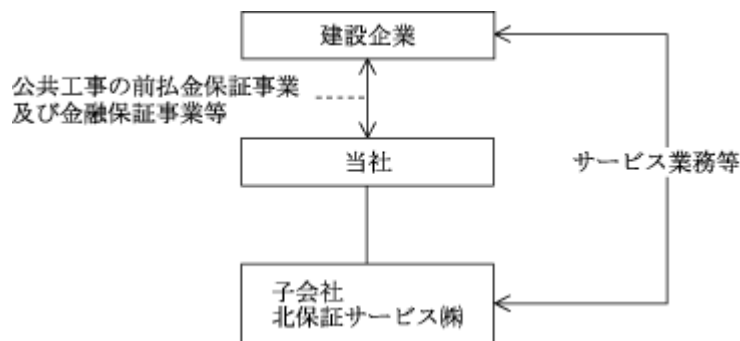 建設企業
公共工事の前払金保証事業
及び金融保証事業等
当社
サービス業務等
子会社
北保証サービス㈱